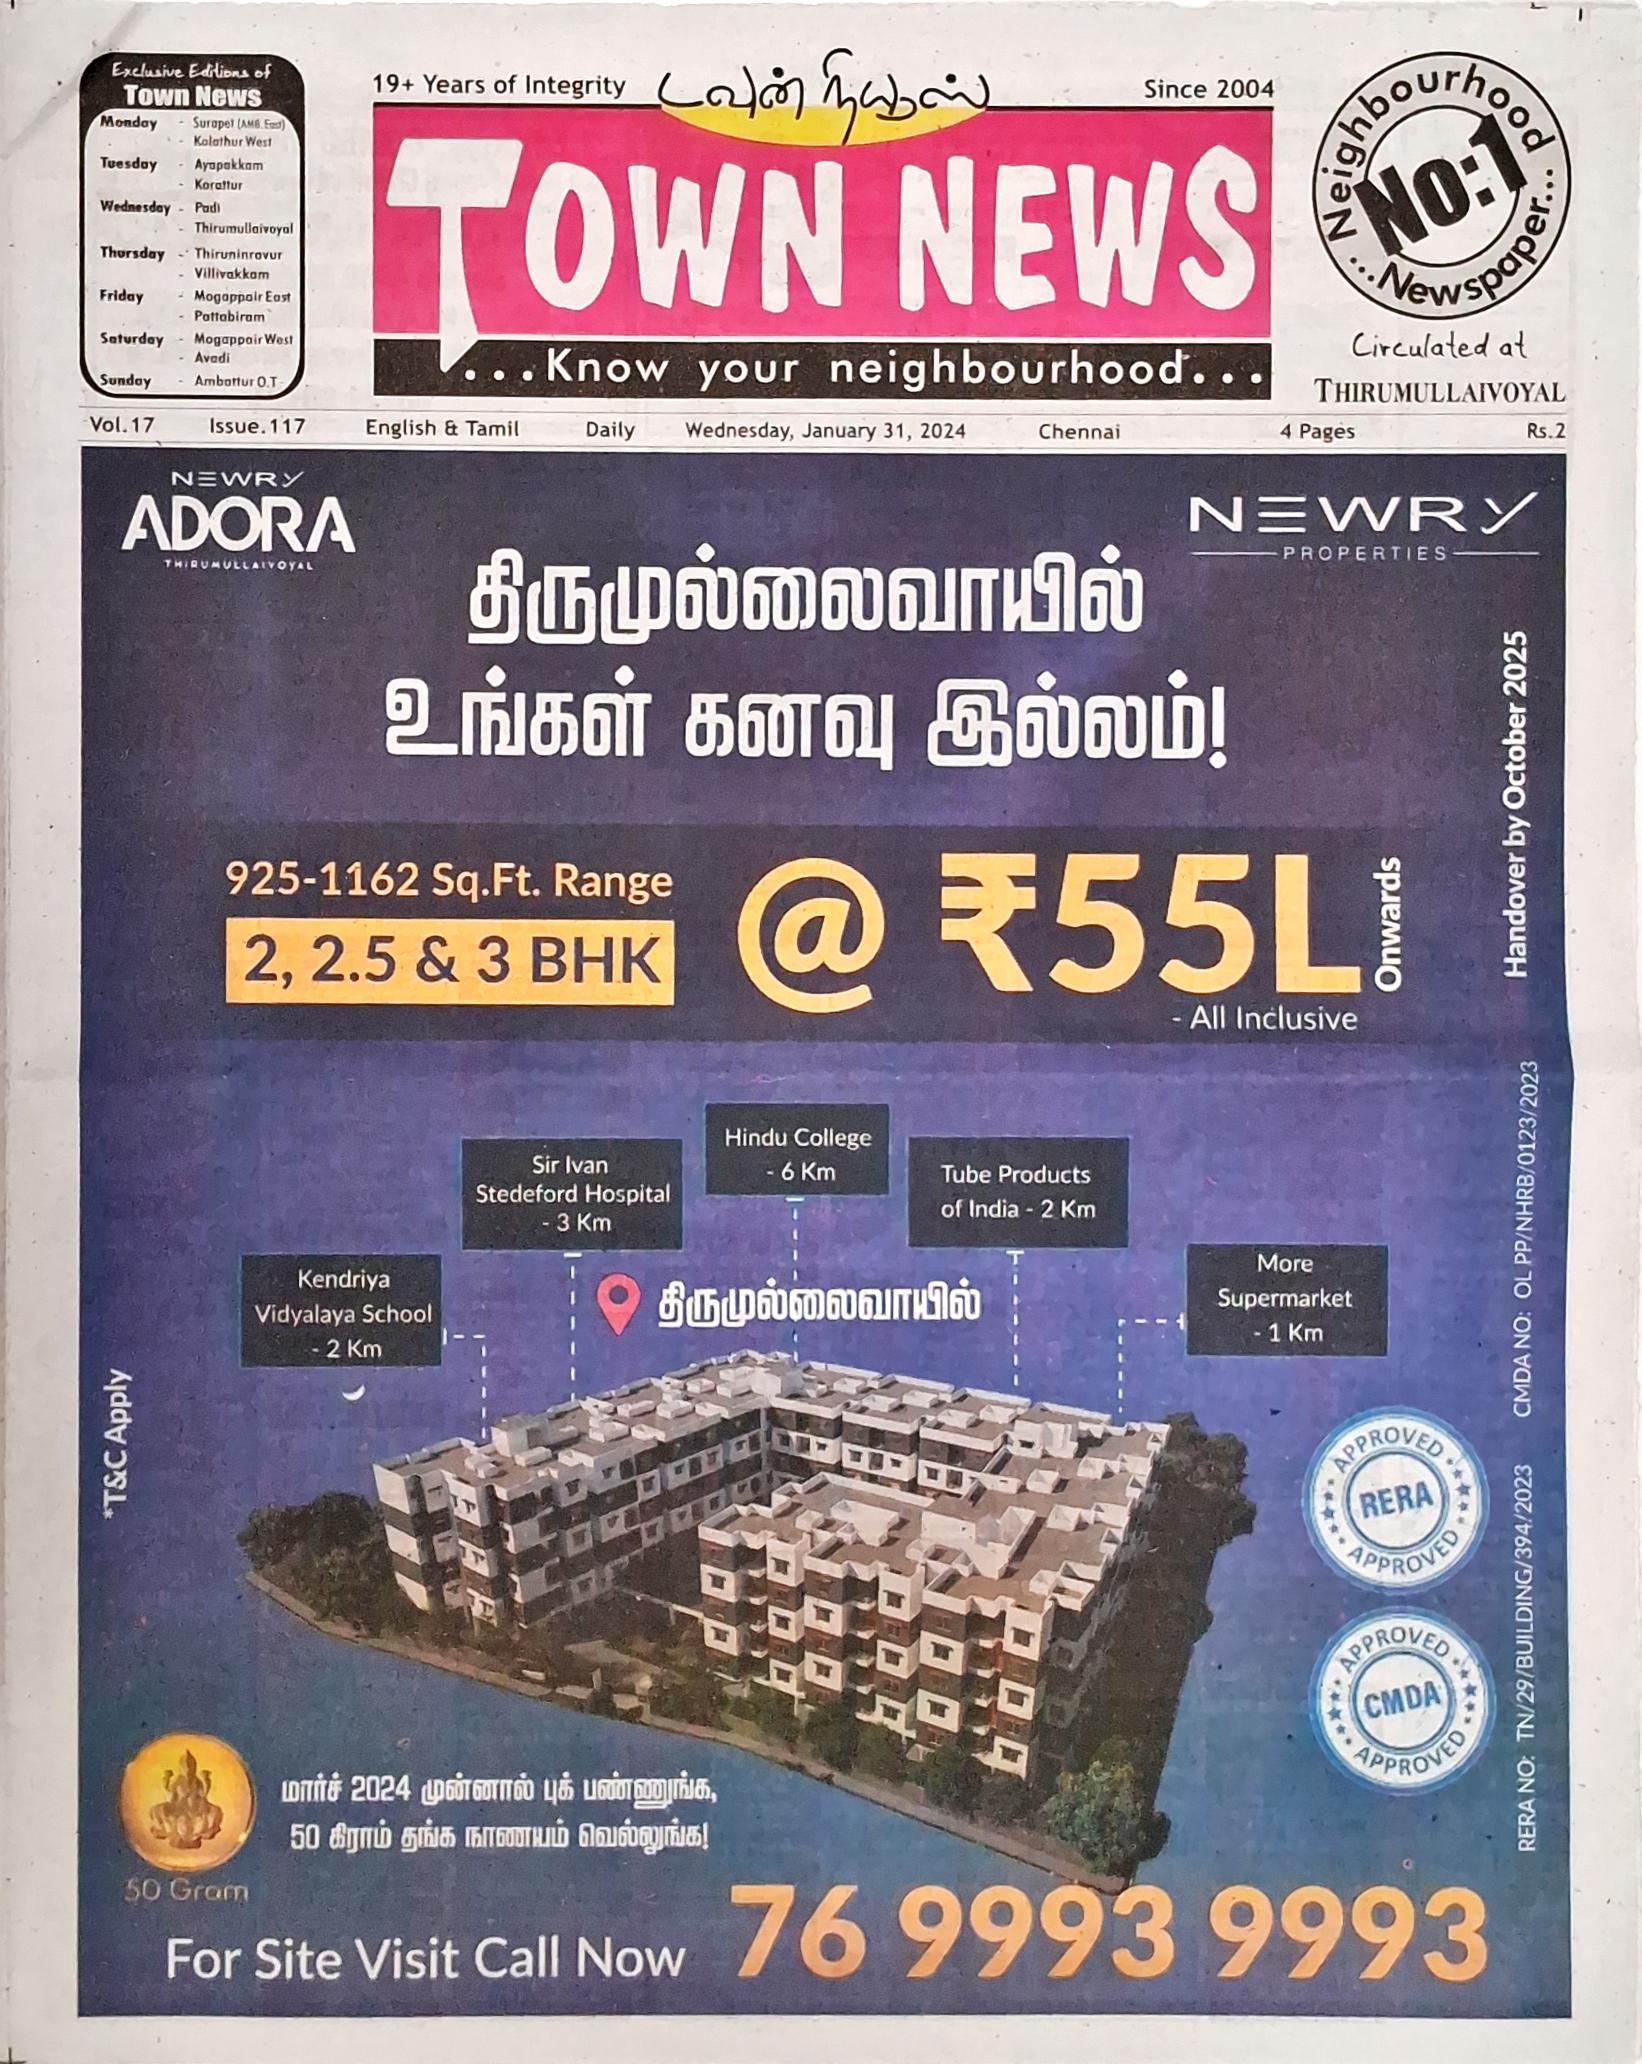 Exclusive Editions of
Town News
Monday - Surapet (AMB. East)
- Kolathur West
Tuesday - Ayapakkam
- Korattur
Wednesday - Padi
- Thirumullaivoyal
Thursday - Thiruninravur
- Villivakkam
Friday - Mogappair East
- Pattabiram
Saturday - Mogappair West
- Avadi
Sunday - Ambattur O.T
19+ Years of Integrity
டவுன் நியூஸ்
Since 2004
TOWN NEWS
...Know your neighbourhood...
Neighbourhood
No:1
...Newspaper...
Circulated at
THIRUMULLAIVOYAL
Vol.17 Issue.117 English & Tamil Daily Wednesday, January 31, 2024 Chennai 4 Pages Rs.2
NEWRY
ADORA
THIRUMULLAIVOYAL
NEWRY
PROPERTIES
திருமுல்லைவாயில்
உங்கள் கனவு இல்லம்!
Handover by October 2025
925-1162 Sq.Ft. Range
2, 2.5 & 3 BHK
@ ₹55L
Onwards
- All Inclusive
Hindu College
- 6 Km
Sir Ivan
Stedeford Hospital
- 3 Km
Tube Products
of India - 2 Km
Kendriya
Vidyalaya School
- 2 Km
More
Supermarket
- 1 Km
திருமுல்லைவாயில்
*T&C Apply
APPROVED
RERA
APPROVED
APPROVED
CMDA
APPROVED
RERA NO: TN/29/BUILDING/394/2023 CMDA NO: OL PP/NHRB/0123/2023
50 Gram
மார்ச் 2024 முன்னால் புக் பண்ணுங்க,
50 கிராம் தங்க நாணயம் வெல்லுங்க!
For Site Visit Call Now 76 9993 9993